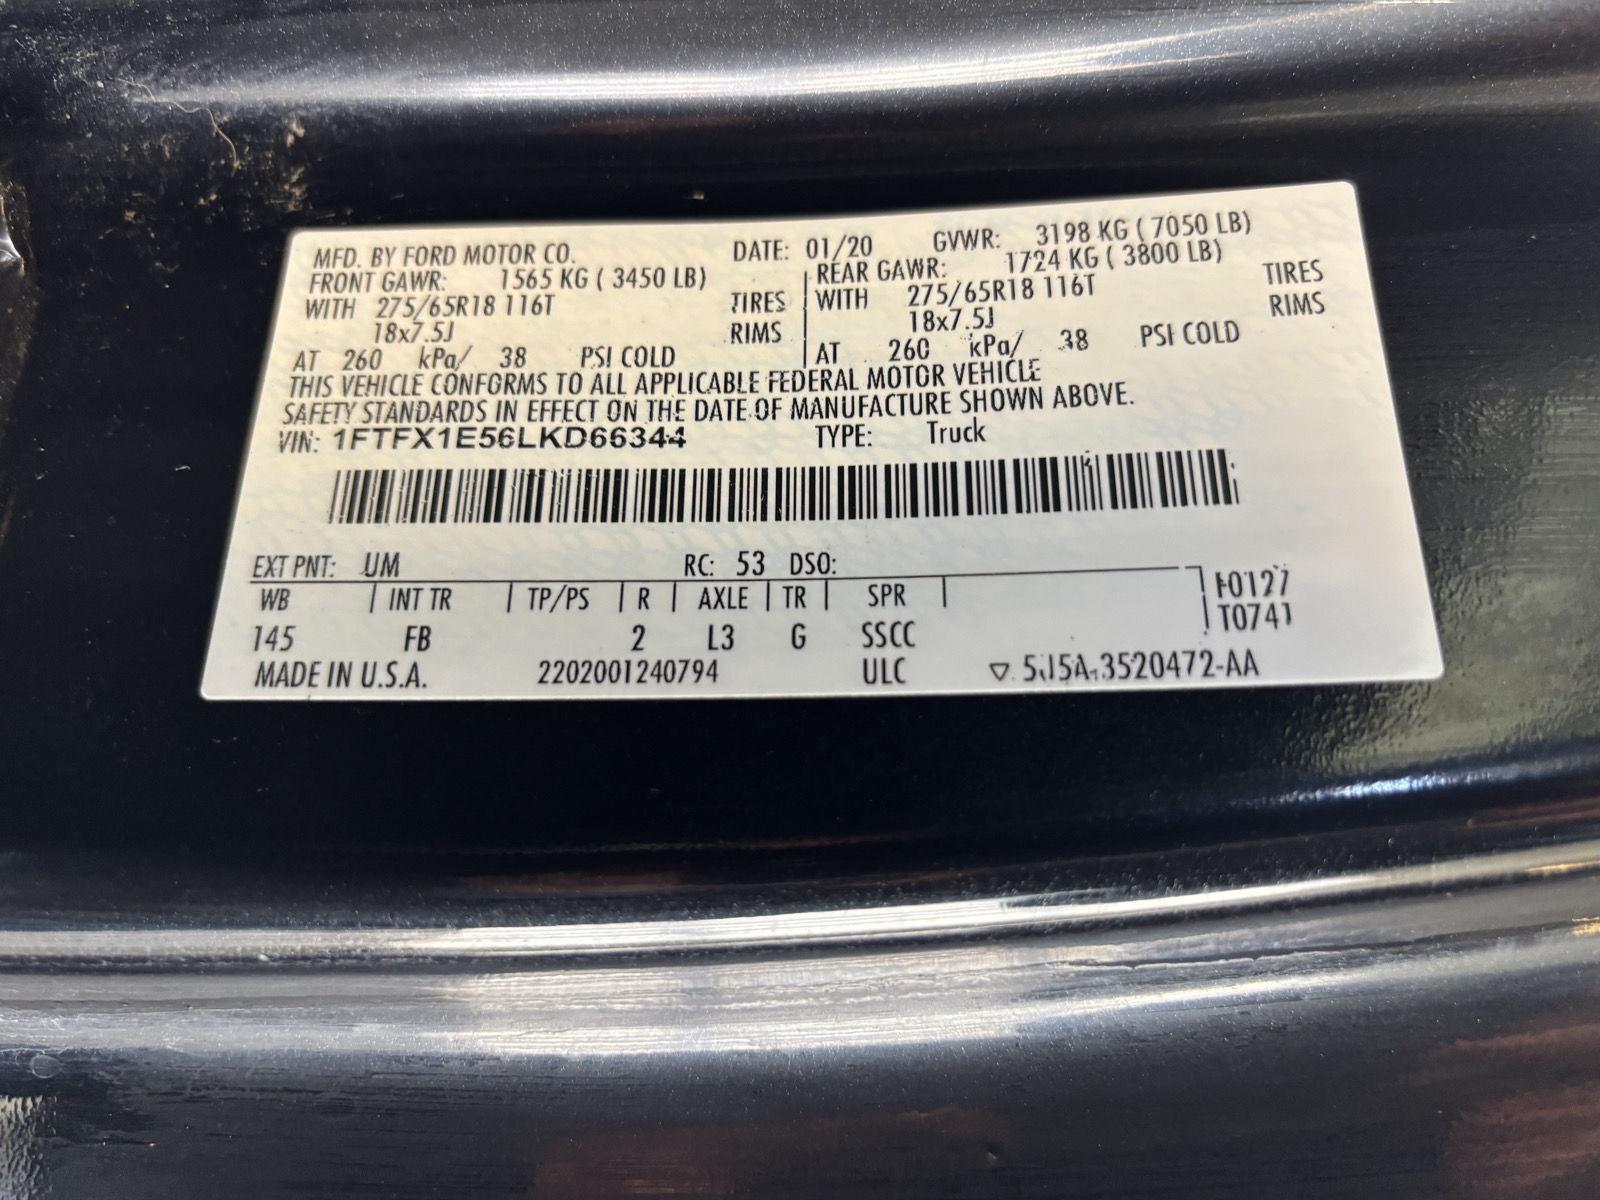 MFD. BY FORD MOTOR CO. DATE: 01/20 GVWR: 3198 KG ( 7050 LB)
FRONT GAWR: 1565 KG ( 3450 LB) REAR GAWR: 1724 KG ( 3800 LB)
WITH 275/65R18 116T TIRES WITH 275/65R18 116T TIRES
18x7.5J RIMS 18x7.5J RIMS
AT 260 kPa/ 38 PSI COLD AT 260 kPa/ 38 PSI COLD
THIS VEHICLE CONFORMS TO ALL APPLICABLE FEDERAL MOTOR VEHICLE
SAFETY STANDARDS IN EFFECT ON THE DATE OF MANUFACTURE SHOWN ABOVE.
VIN: 1FTFX1E56LKD66344 TYPE: Truck
EXT PNT: UM RC: 53 DSO:
WB INT TR TP/PS R AXLE TR SPR F0127
T0741
145 FB 2 L3 G SSCC
MADE IN U.S.A. 2202001240794 ULC ▽ 5U5A-3520472-AA